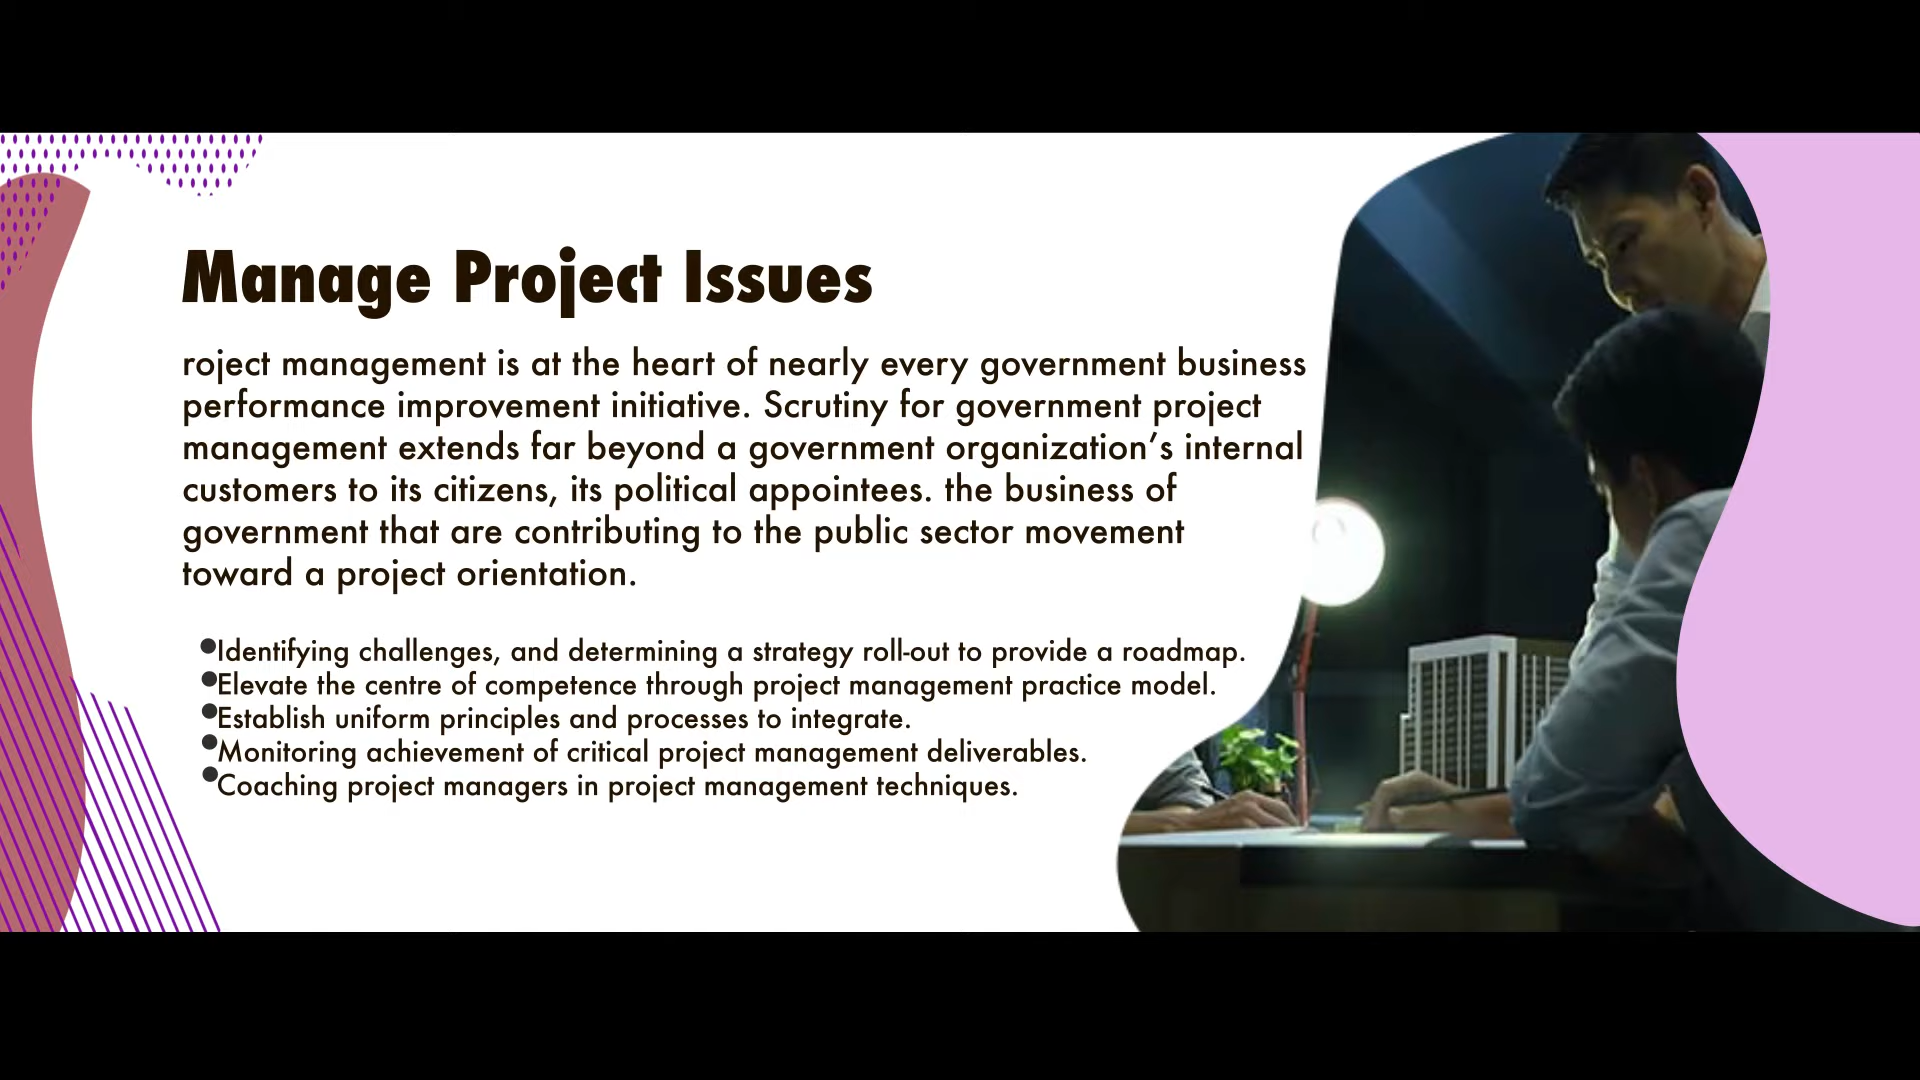 Manage Project Issues
roject management is at the heart of nearly every government business
performance improvement initiative. Scrutiny for government project
management extends far beyond a government organization’s internal
customers to its citizens, its political appointees. the business of
government that are contributing to the public sector movement
toward a project orientation.
●Identifying challenges, and determining a strategy roll-out to provide a roadmap.
●Elevate the centre of competence through project management practice model.
●Establish uniform principles and processes to integrate.
●Monitoring achievement of critical project management deliverables.
●Coaching project managers in project management techniques.